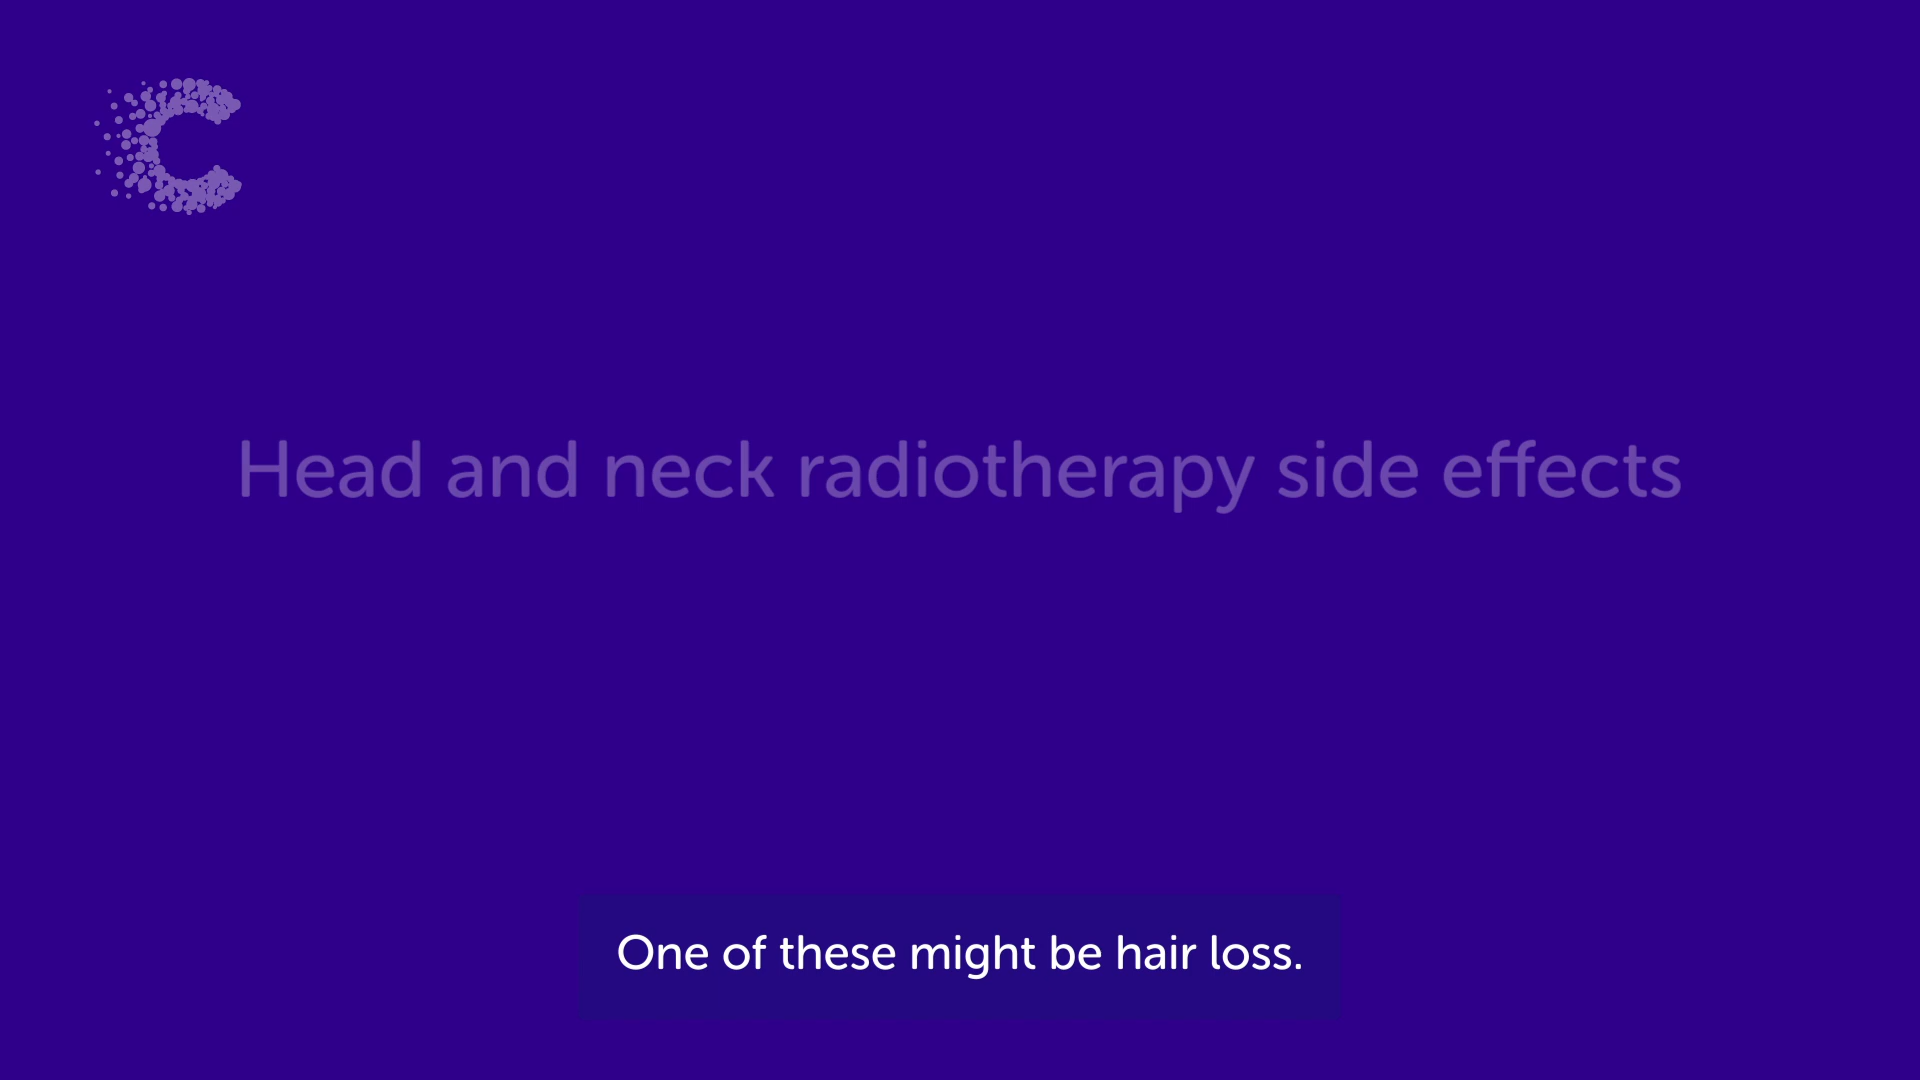 Head and neck radiotherapy side effects
One of these might be hair loss.